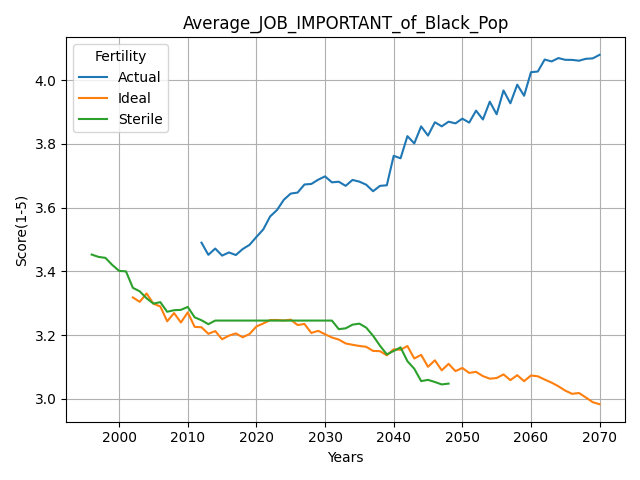 Average_JOB_IMPORTANT_of_Black_Pop
Fertility
Actual
Ideal
Sterile
Score(1-5)
4.0
3.8
3.6
3.4
3.2
3.0
2000 2010 2020 2030 2040 2050 2060 2070
Years